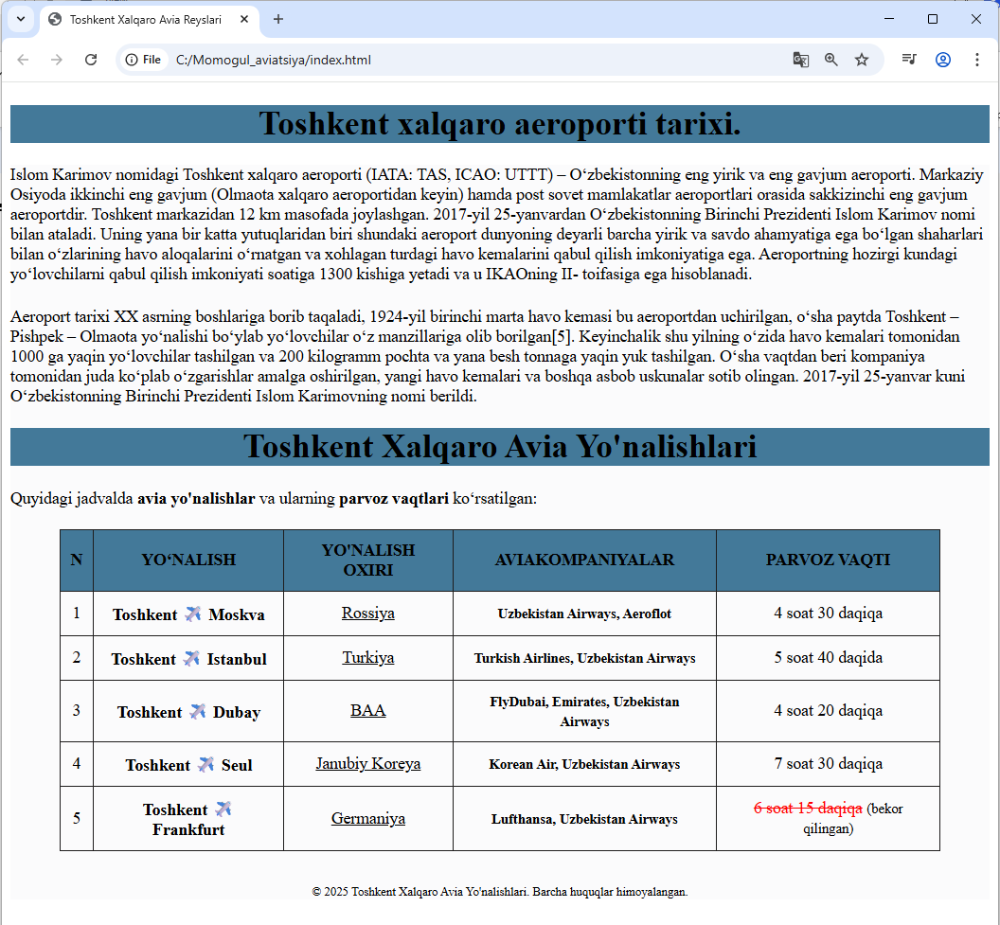 Toshkent Xalqaro Avia Reyslari
File C:/Momogul_aviatsiya/index.html
Toshkent xalqaro aeroporti tarixi.
Islom Karimov nomidagi Toshkent xalqaro aeroporti (IATA: TAS, ICAO: UTTT) – Oʻzbekistonning eng yirik va eng gavjum aeroporti. Markaziy
Osiyoda ikkinchi eng gavjum (Olmaota xalqaro aeroportidan keyin) hamda post sovet mamlakatlar aeroportlari orasida sakkizinchi eng gavjum
aeroportdir. Toshkent markazidan 12 km masofada joylashgan. 2017-yil 25-yanvardan Oʻzbekistonning Birinchi Prezidenti Islom Karimov nomi
bilan ataladi. Uning yana bir katta yutuqlaridan biri shundaki aeroport dunyoning deyarli barcha yirik va savdo ahamyatiga ega boʻlgan shaharlari
bilan oʻzlarining havo aloqalarini oʻrnatgan va xohlagan turdagi havo kemalarini qabul qilish imkoniyatiga ega. Aeroportning hozirgi kundagi
yoʻlovchilarni qabul qilish imkoniyati soatiga 1300 kishiga yetadi va u IKAOning II- toifasiga ega hisoblanadi.
Aeroport tarixi XX asrning boshlariga borib taqaladi, 1924-yil birinchi marta havo kemasi bu aeroportdan uchirilgan, oʻsha paytda Toshkent –
Pishpek – Olmaota yoʻnalishi boʻylab yoʻlovchilar oʻz manzillariga olib borilgan[5]. Keyinchalik shu yilning oʻzida havo kemalari tomonidan
1000 ga yaqin yoʻlovchilar tashilgan va 200 kilogramm pochta va yana besh tonnaga yaqin yuk tashilgan. Oʻsha vaqtdan beri kompaniya
tomonidan juda koʻplab oʻzgarishlar amalga oshirilgan, yangi havo kemalari va boshqa asbob uskunalar sotib olingan. 2017-yil 25-yanvar kuni
Oʻzbekistonning Birinchi Prezidenti Islom Karimovning nomi berildi.
Toshkent Xalqaro Avia Yo'nalishlari
Quyidagi jadvalda avia yo'nalishlar va ularning parvoz vaqtlari koʻrsatilgan:
N YOʻNALISH YO'NALISH OXIRI AVIAKOMPANIYALAR PARVOZ VAQTI
1 Toshkent ✈️ Moskva Rossiya Uzbekistan Airways, Aeroflot 4 soat 30 daqiqa
2 Toshkent ✈️ Istanbul Turkiya Turkish Airlines, Uzbekistan Airways 5 soat 40 daqida
3 Toshkent ✈️ Dubay BAA FlyDubai, Emirates, Uzbekistan Airways 4 soat 20 daqiqa
4 Toshkent ✈️ Seul Janubiy Koreya Korean Air, Uzbekistan Airways 7 soat 30 daqiqa
5 Toshkent ✈️ Frankfurt Germaniya Lufthansa, Uzbekistan Airways 6 soat 15 daqiqa (bekor qilingan)
© 2025 Toshkent Xalqaro Avia Yo'nalishlari. Barcha huquqlar himoyalangan.